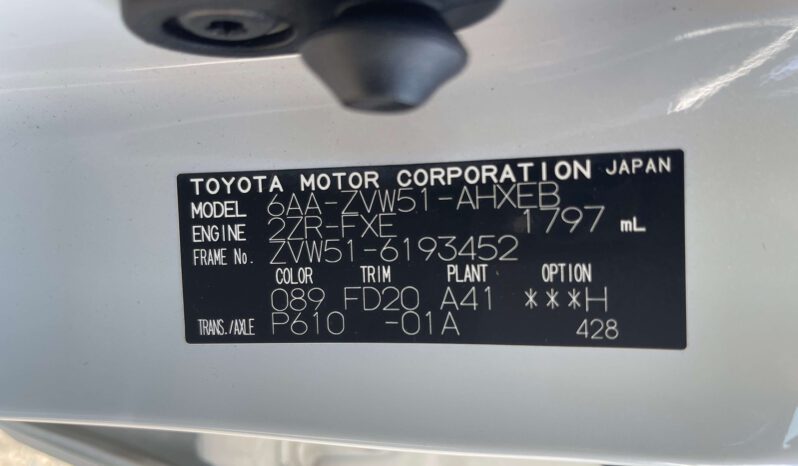 TOYOTA MOTOR CORPORATION JAPAN
MODEL 6AA-ZVW51-AHXEB
ENGINE 2ZR-FXE 1797 mL
FRAME No. ZVW51-6193452
COLOR TRIM PLANT OPTION
089 FD20 A41 ***H
TRANS./AXLE P610 -01A 428